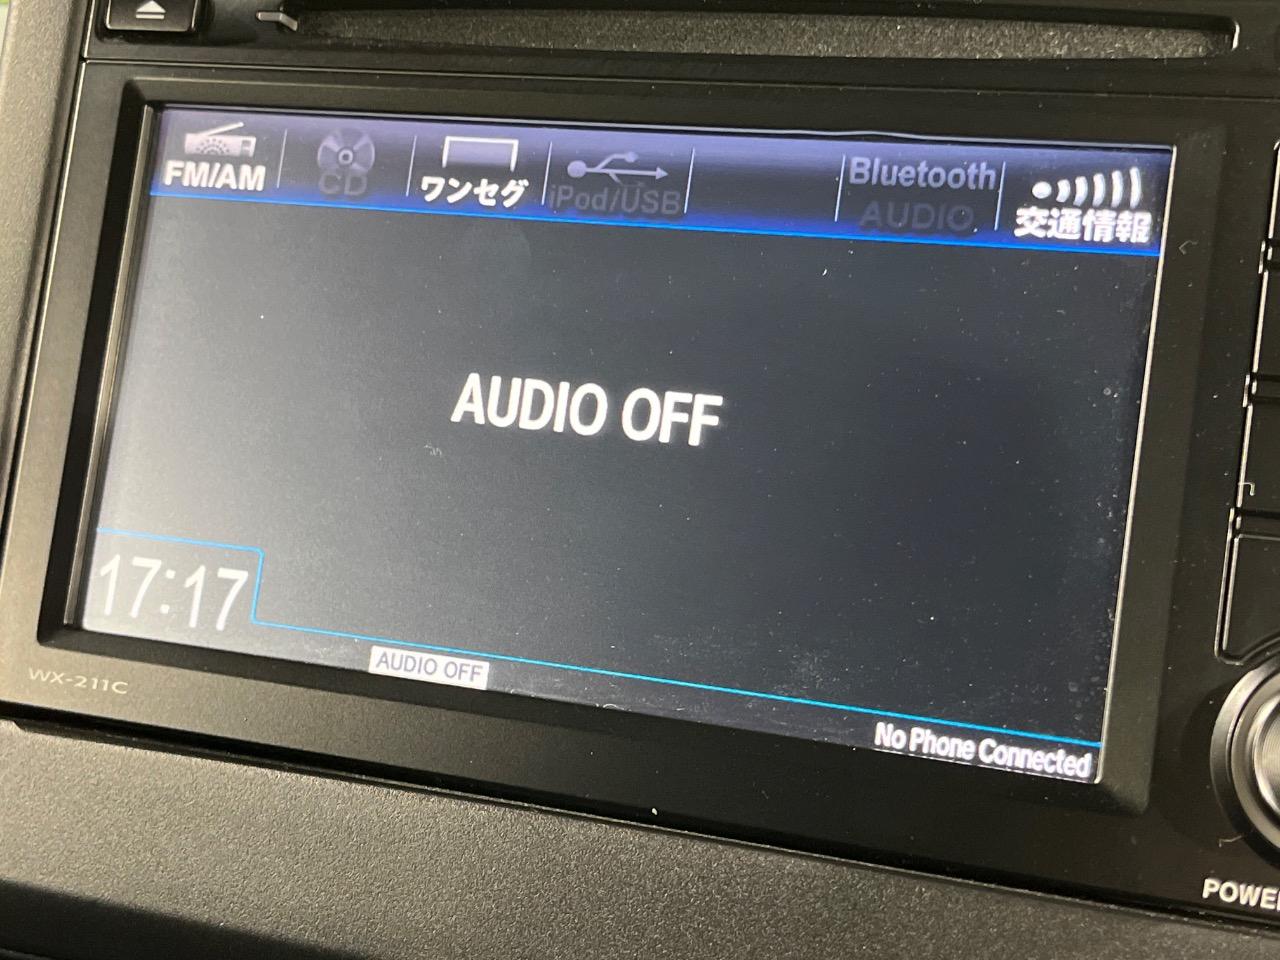 FM/AM
CD
ワンセグ
iPod/USB
Bluetooth
AUDIO
交通情報
AUDIO OFF
17:17
AUDIO OFF
No Phone Connected
WX-211C